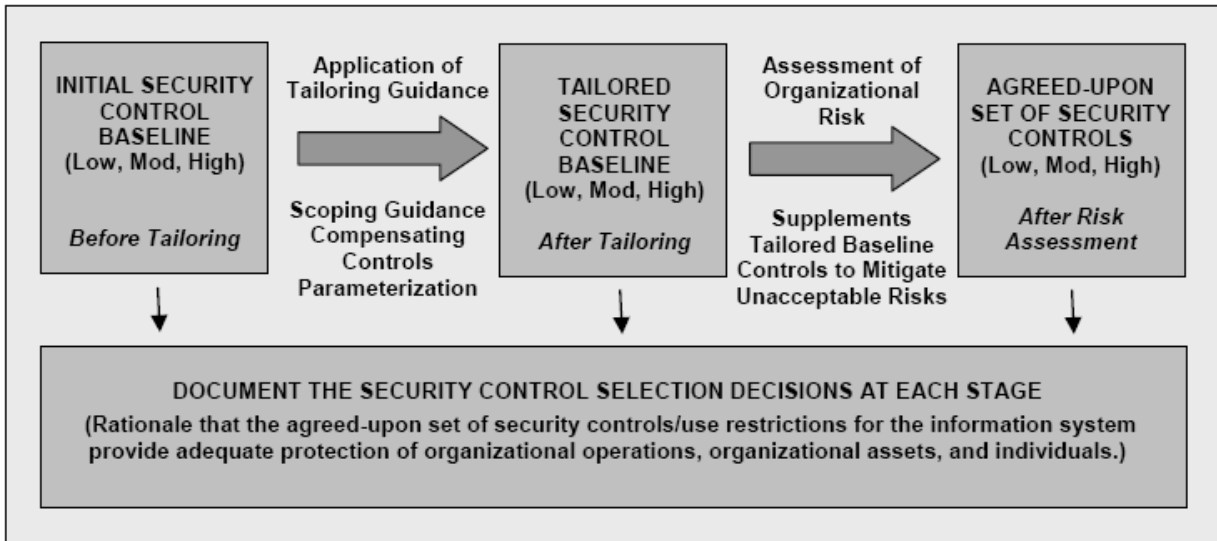 INITIAL SECURITY
CONTROL
BASELINE
(Low, Mod, High)
Before Tailoring
Application of
Tailoring Guidance
Scoping Guidance
Compensating
Controls
Parameterization
TAILORED
SECURITY
CONTROL
BASELINE
(Low, Mod, High)
After Tailoring
Assessment of
Organizational
Risk
Supplements
Tailored Baseline
Controls to Mitigate
Unacceptable Risks
AGREED-UPON
SET OF SECURITY
CONTROLS
(Low, Mod, High)
After Risk
Assessment
DOCUMENT THE SECURITY CONTROL SELECTION DECISIONS AT EACH STAGE
(Rationale that the agreed-upon set of security controls/use restrictions for the information system
provide adequate protection of organizational operations, organizational assets, and individuals.)